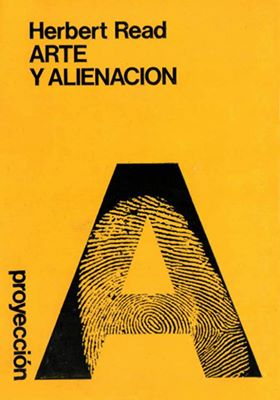 Herbert Read
ARTE
Y ALIENACION
A
proyección